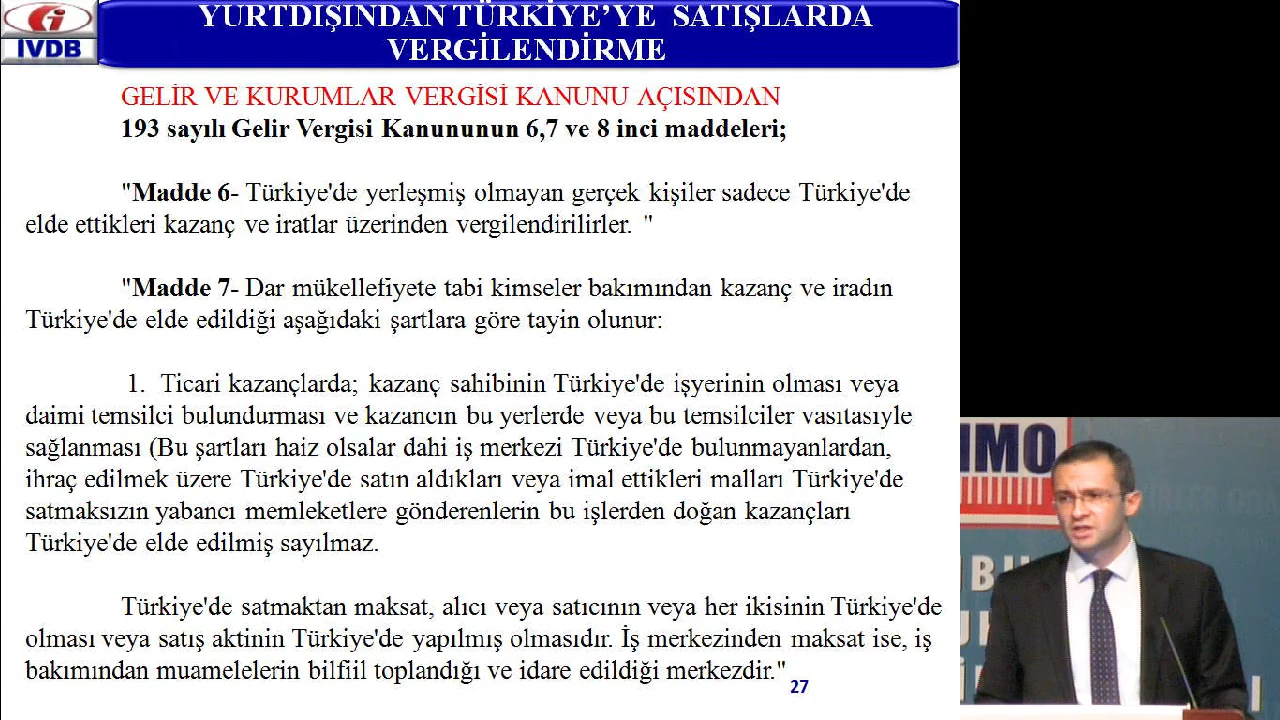 IVDB
YURTDIŞINDAN TÜRKİYE'YE SATIŞLARDA
VERGİLENDİRME
GELİR VE KURUMLAR VERGİSİ KANUNU AÇISINDAN
193 sayılı Gelir Vergisi Kanununun 6,7 ve 8 inci maddeleri;
"Madde 6- Türkiye'de yerleşmiş olmayan gerçek kişiler sadece Türkiye'de
elde ettikleri kazanç ve iratlar üzerinden vergilendirilirler. "
"Madde 7- Dar mükellefiyete tabi kimseler bakımından kazanç ve iradın
Türkiye'de elde edildiği aşağıdaki şartlara göre tayin olunur:
1. Ticari kazançlarda; kazanç sahibinin Türkiye'de işyerinin olması veya
daimi temsilci bulundurması ve kazancın bu yerlerde veya bu temsilciler vasıtasıyle
sağlanması (Bu şartları haiz olsalar dahi iş merkezi Türkiye'de bulunmayanlardan,
ihraç edilmek üzere Türkiye'de satın aldıkları veya imal ettikleri malları Türkiye'de
satmaksızın yabancı memleketlere gönderenlerin bu işlerden doğan kazançları
Türkiye'de elde edilmiş sayılmaz.
Türkiye'de satmaktan maksat, alıcı veya satıcının veya her ikisinin Türkiye'de
olması veya satış aktinin Türkiye'de yapılmış olmasıdır. İş merkezinden maksat ise, iş
bakımından muamelelerin bilfiil toplandığı ve idare edildiği merkezdir."
27
MMO